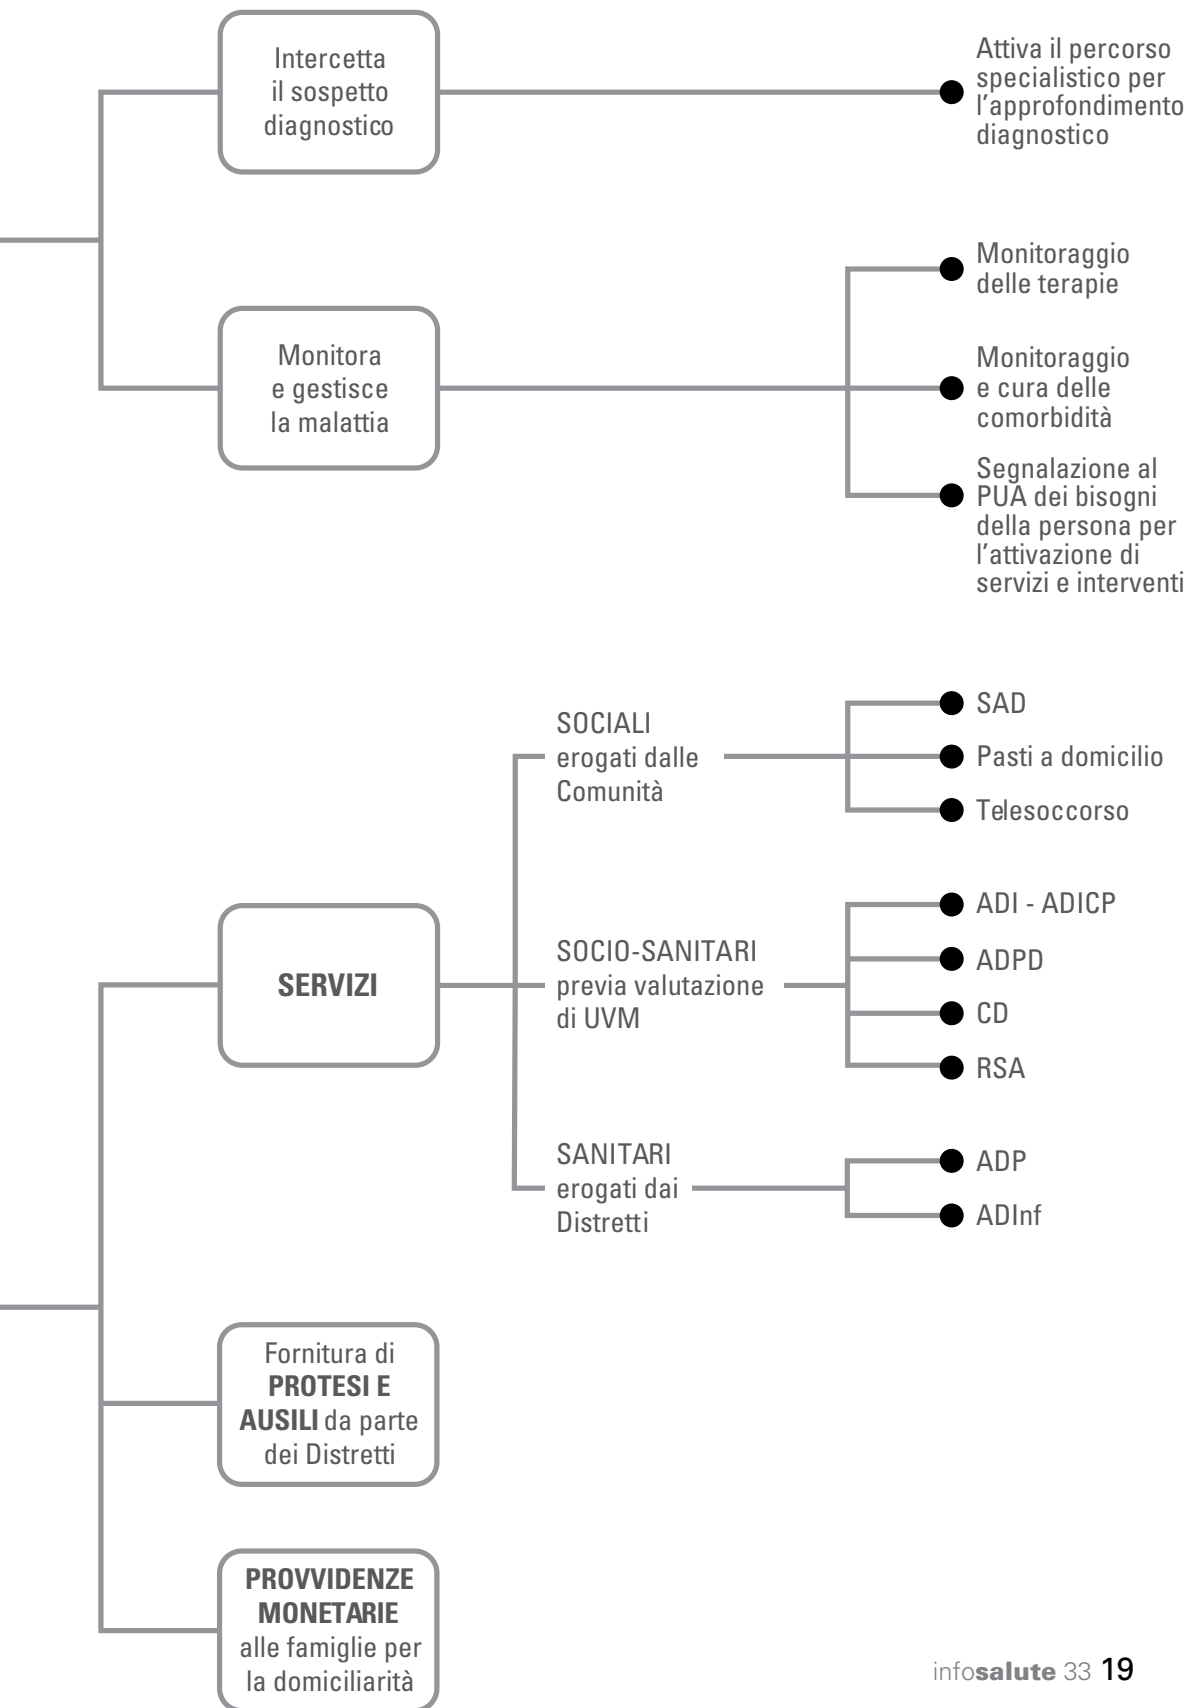 Intercetta
il sospetto
diagnostico
Attiva il percorso
specialistico per
l'approfondimento
diagnostico
Monitora
e gestisce
la malattia
Monitoraggio
delle terapie
Monitoraggio
e cura delle
comorbidità
Segnalazione al
PUA dei bisogni
della persona per
l'attivazione di
servizi e interventi
SERVIZI
SOCIALI
erogati dalle
Comunità
SAD
Pasti a domicilio
Telesoccorso
SOCIO-SANITARI
previa valutazione
di UVM
ADI - ADICP
ADPD
CD
RSA
SANITARI
erogati dai
Distretti
ADP
ADInf
Fornitura di
PROTESI E
AUSILI da parte
dei Distretti
PROVVIDENZE
MONETARIE
alle famiglie per
la domiciliarità
infosalute 33 19